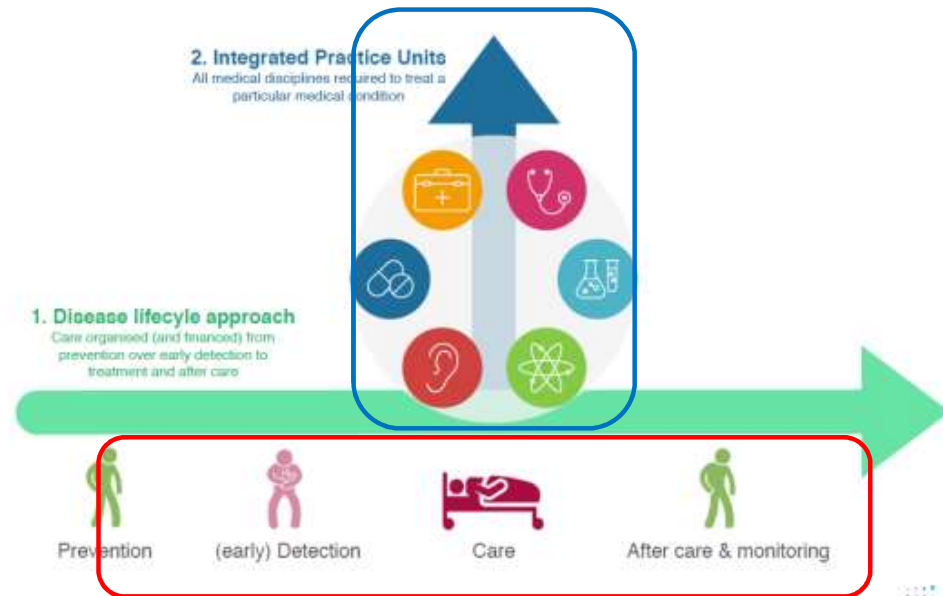 2. Integrated Practice Units
All medical disciplines required to treat a
particular medical condition
1. Disease lifecyle approach
Care organised (and financed) from
prevention over early detection to
treatment and after care
Prevention
(early) Detection
Care
After care & monitoring